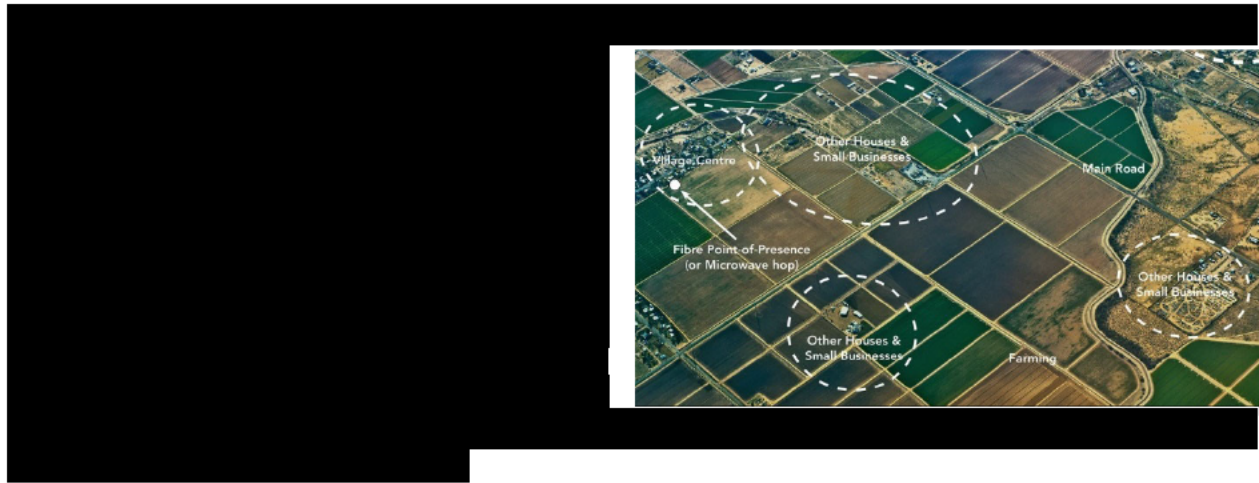 Other Houses &
Small Businesses
Village Centre
Main Road
Fibre Point-of-Presence
(or Microwave hop)
Other Houses &
Small Businesses
Other Houses &
Small Businesses
Farming